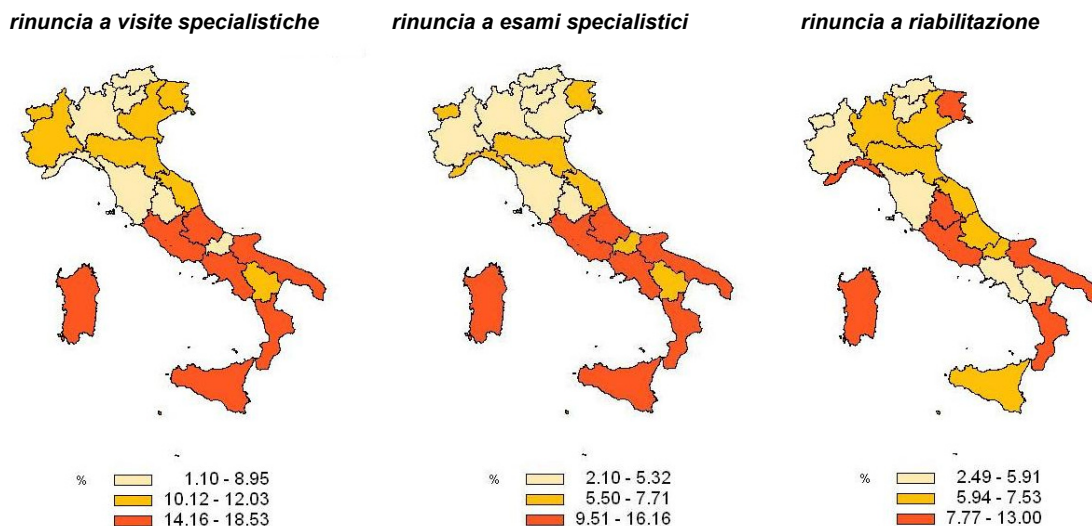 rinuncia a visite specialistiche
rinuncia a esami specialistici
rinuncia a riabilitazione
% 1.10 - 8.95
10.12 - 12.03
14.16 - 18.53
% 2.10 - 5.32
5.50 - 7.71
9.51 - 16.16
% 2.49 - 5.91
5.94 - 7.53
7.77 - 13.00